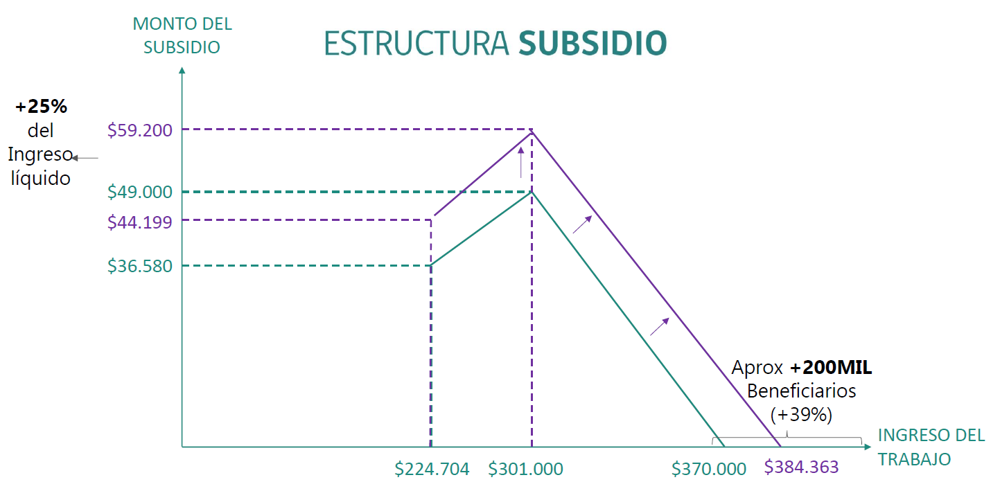 MONTO DEL
SUBSIDIO
ESTRUCTURA SUBSIDIO
+25%
del
Ingreso
líquido
$59.200
$49.000
$44.199
$36.580
Aprox +200MIL
Beneficiarios
(+39%)
INGRESO DEL
TRABAJO
$224.704
$301.000
$370.000
$384.363